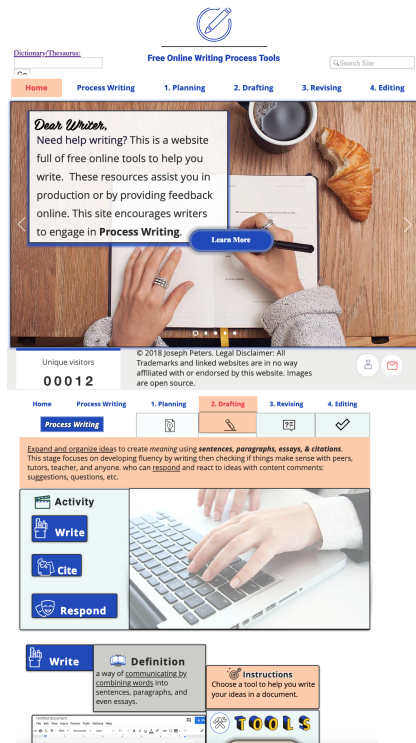 Dictionary/Thesaurus:
Free Online Writing Process Tools
Search Site
Go
Home Process Writing 1. Planning 2. Drafting 3. Revising 4. Editing
Dear Writer,
Need help writing? This is a website
full of free online tools to help you
write. These resources assist you in
production or by providing feedback
online. This site encourages writers
to engage in Process Writing.
Learn More
Unique visitors
00012
© 2018 Joseph Peters. Legal Disclaimer: All
Trademarks and linked websites are in no way
affiliated with or endorsed by this website. Images
are open source.
Home Process Writing 1. Planning 2. Drafting 3. Revising 4. Editing
Process Writing
Expand and organize ideas to create meaning using sentences, paragraphs, essays, & citations.
This stage focuses on developing fluency by writing then checking if things make sense with peers,
tutors, teacher, and anyone. who can respond and react to ideas with content comments:
suggestions, questions, etc.
Activity
Write
Cite
Respond
Write
Definition
a way of communicating by
combining words into
sentences, paragraphs, and
even essays.
Instructions
Choose a tool to help you write
your ideas in a document.
TOOLS
Untitled document
File Edit View Insert Format Tools Add-ons Help